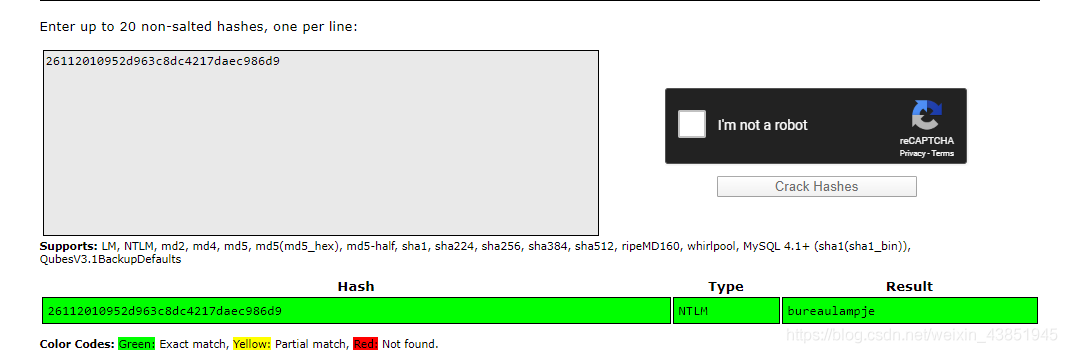 Enter up to 20 non-salted hashes, one per line:
26112010952d963c8dc4217daec986d9
I'm not a robot
reCAPTCHA
Privacy - Terms
Crack Hashes
Supports: LM, NTLM, md2, md4, md5, md5(md5_hex), md5-half, sha1, sha224, sha256, sha384, sha512, ripeMD160, whirlpool, MySQL 4.1+ (sha1(sha1_bin)),
QubesV3.1BackupDefaults
Hash Type Result
26112010952d963c8dc4217daec986d9 NTLM bureaulampje
Color Codes: Green: Exact match, Yellow: Partial match, Red: Not found.
https://blog.csdn.net/weixin_43851945